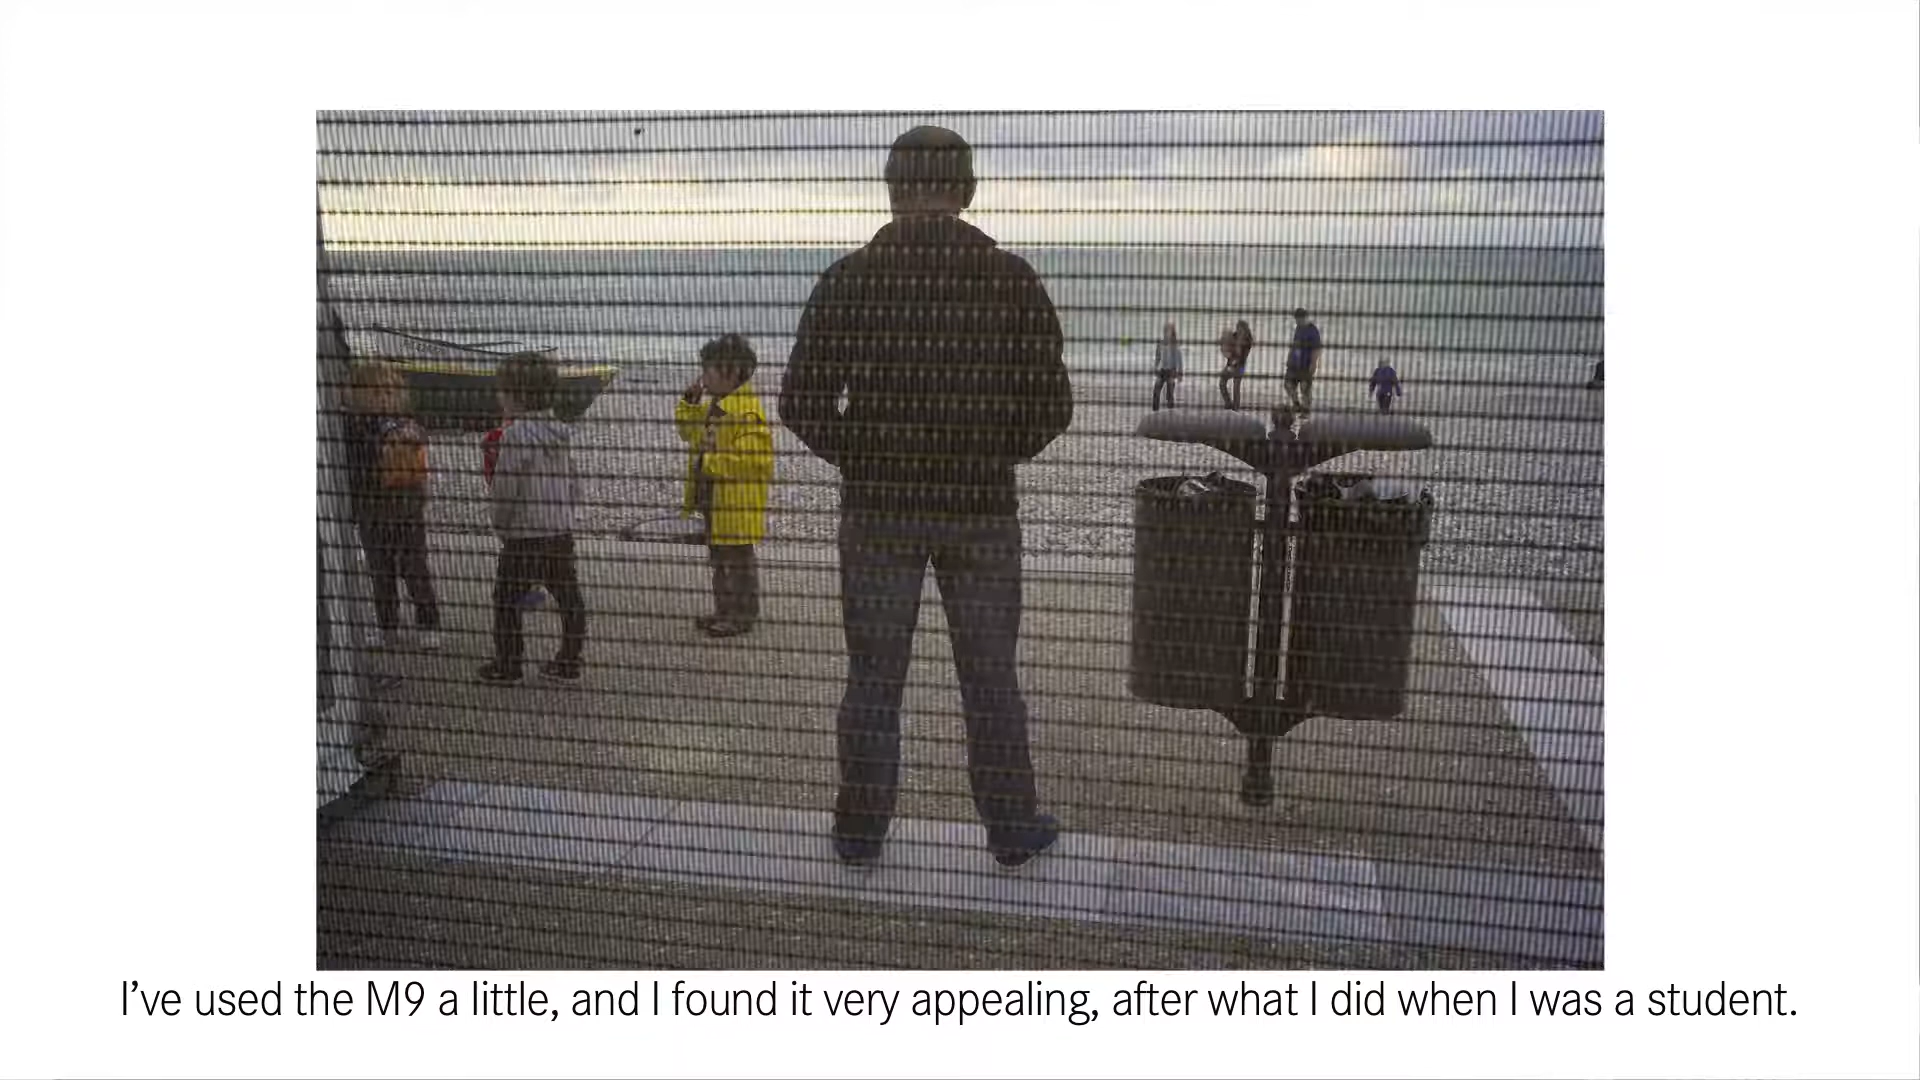 I've used the M9 a little, and I found it very appealing, after what I did when I was a student.